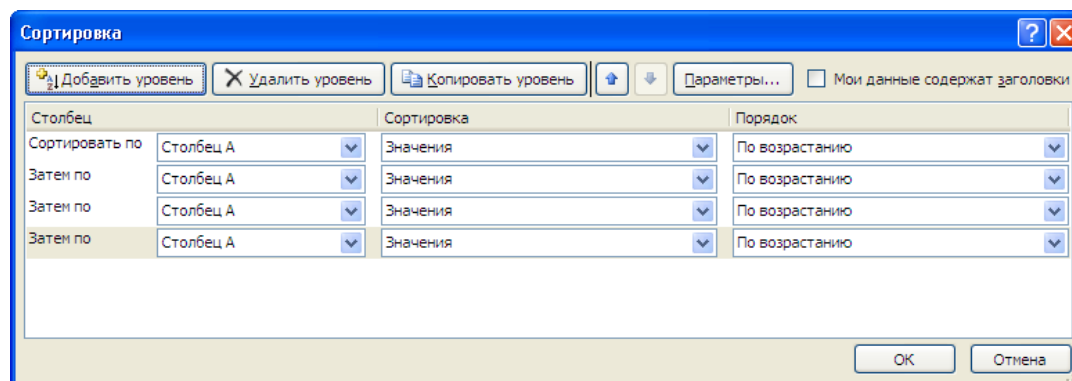 Сортировка
Добавить уровень Удалить уровень Копировать уровень Параметры... Мои данные содержат заголовки
Столбец Сортировка Порядок
Сортировать по Столбец A Значения По возрастанию
Затем по Столбец A Значения По возрастанию
Затем по Столбец A Значения По возрастанию
Затем по Столбец A Значения По возрастанию
ОК Отмена